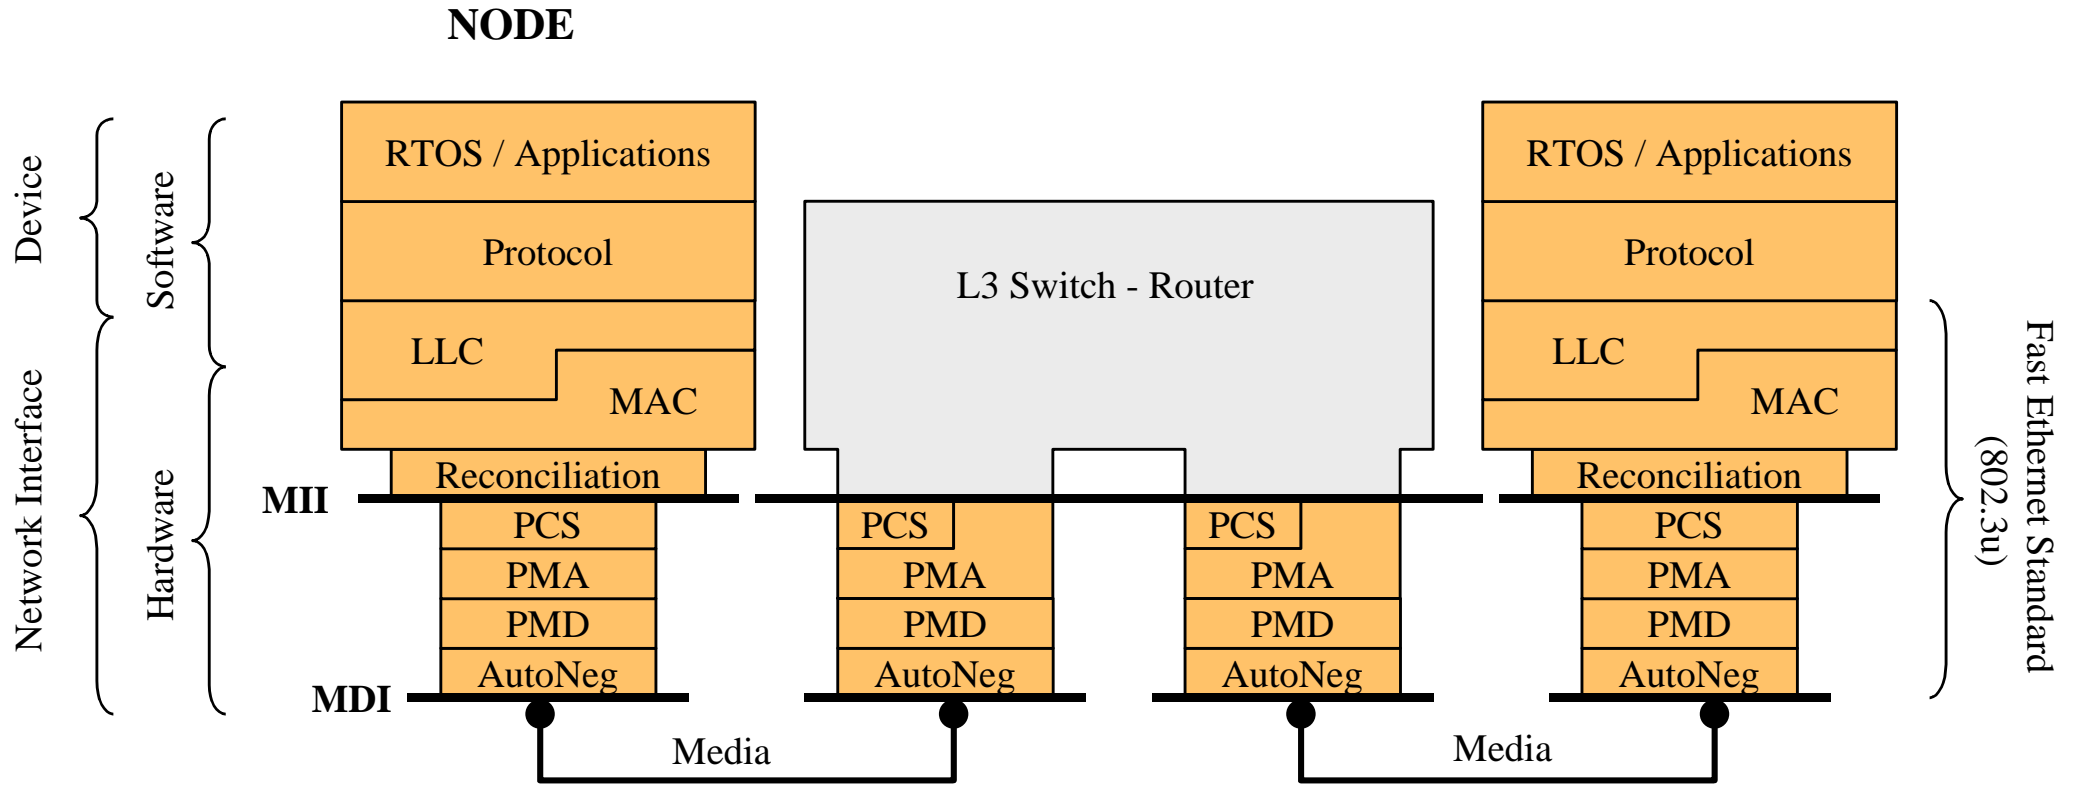 NODE
Device
Network Interface
Software
Hardware
RTOS / Applications
Protocol
LLC
MAC
Reconciliation
MII
PCS
PMA
PMD
AutoNeg
MDI
Media
L3 Switch - Router
PCS
PMA
PMD
AutoNeg
PCS
PMA
PMD
AutoNeg
Media
RTOS / Applications
Protocol
LLC
MAC
Reconciliation
PCS
PMA
PMD
AutoNeg
Fast Ethernet Standard
(802.3u)